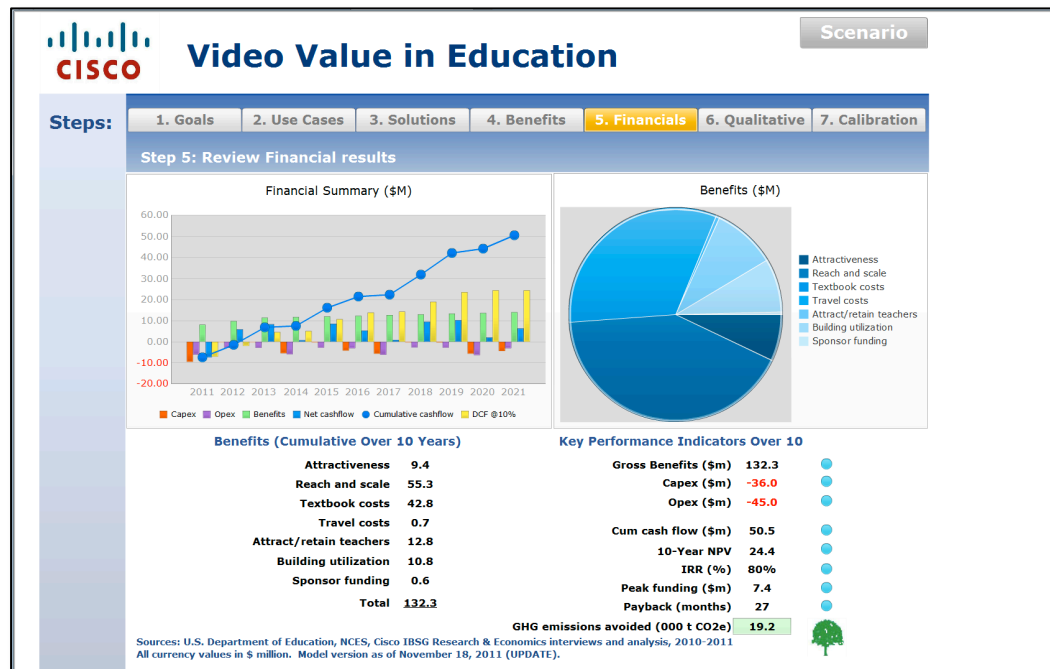 CISCO
Video Value in Education
Scenario
Steps:
1. Goals
2. Use Cases
3. Solutions
4. Benefits
5. Financials
6. Qualitative
7. Calibration
Step 5: Review Financial results
Financial Summary ($M)
60.00
50.00
40.00
30.00
20.00
10.00
0.00
-10.00
-20.00
2011 2012 2013 2014 2015 2016 2017 2018 2019 2020 2021
Capex Opex Benefits Net cashflow Cumulative cashflow DCF @10%
Benefits ($M)
Attractiveness
Reach and scale
Textbook costs
Travel costs
Attract/retain teachers
Building utilization
Sponsor funding
Benefits (Cumulative Over 10 Years)
Attractiveness 9.4
Reach and scale 55.3
Textbook costs 42.8
Travel costs 0.7
Attract/retain teachers 12.8
Building utilization 10.8
Sponsor funding 0.6
Total 132.3
Key Performance Indicators Over 10
Gross Benefits ($m) 132.3
Capex ($m) -36.0
Opex ($m) -45.0
Cum cash flow ($m) 50.5
10-Year NPV 24.4
IRR (%) 80%
Peak funding ($m) 7.4
Payback (months) 27
GHG emissions avoided (000 t CO2e) 19.2
Sources: U.S. Department of Education, NCES, Cisco IBSG Research & Economics interviews and analysis, 2010-2011
All currency values in $ million. Model version as of November 18, 2011 (UPDATE).